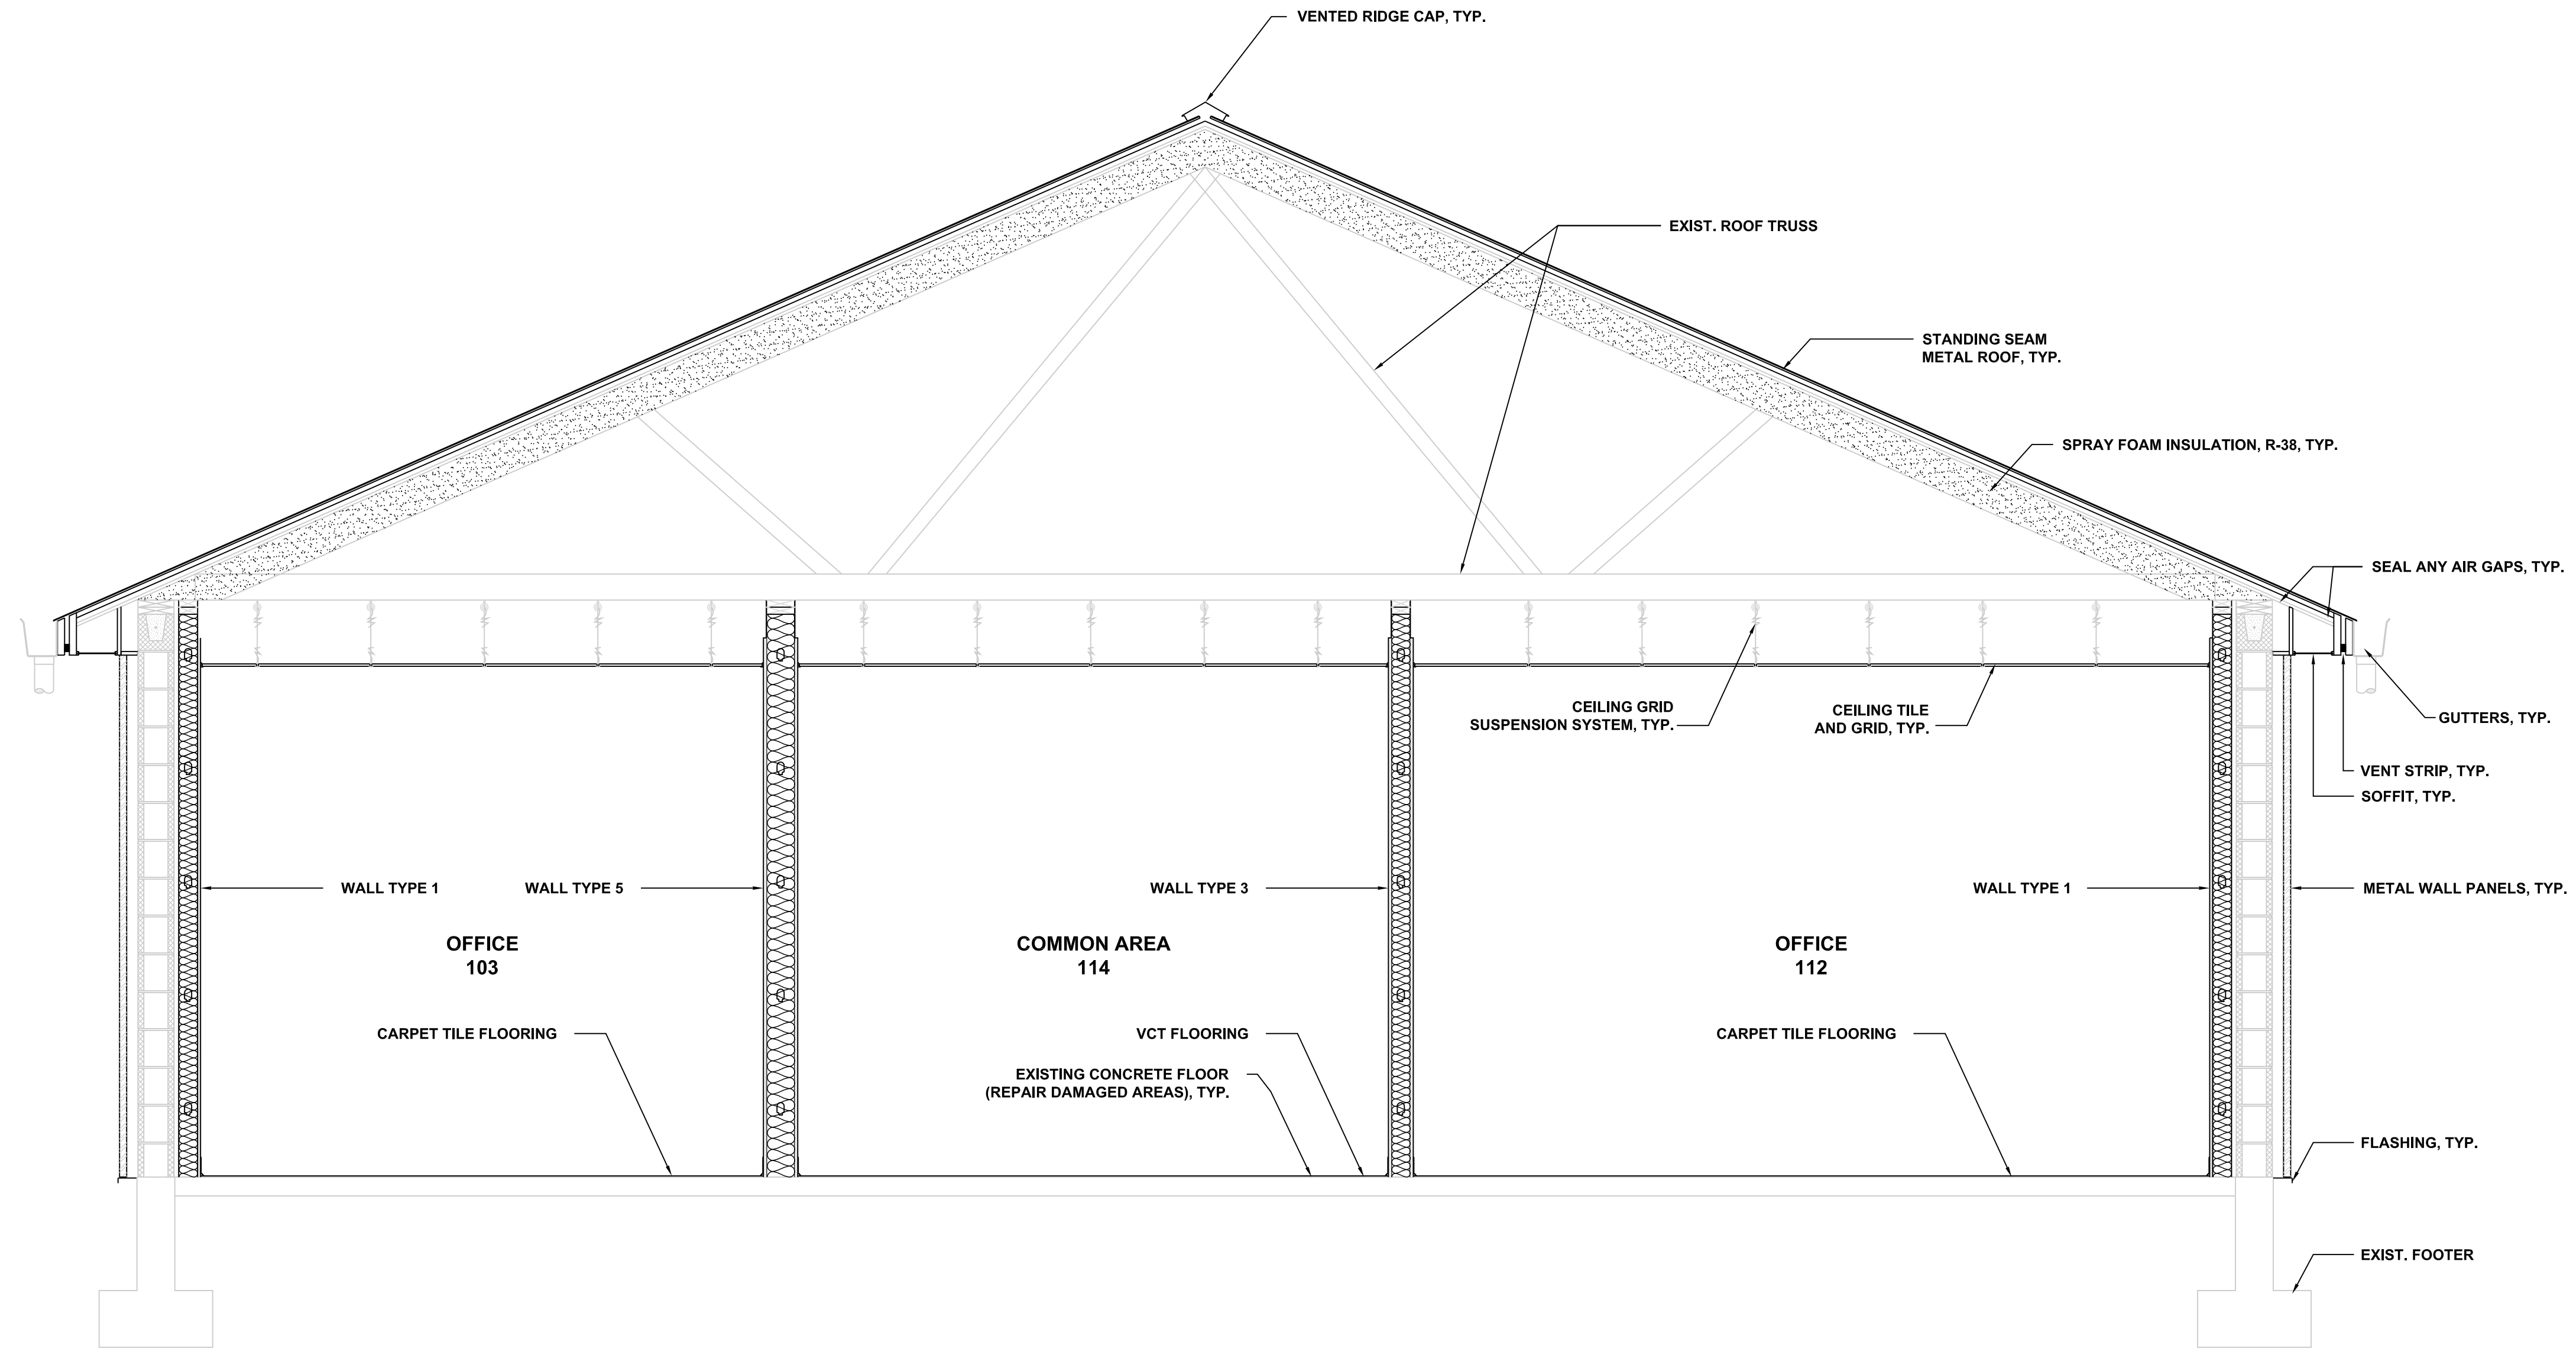 VENTED RIDGE CAP, TYP.
EXIST. ROOF TRUSS
STANDING SEAM
METAL ROOF, TYP.
SPRAY FOAM INSULATION, R-38, TYP.
SEAL ANY AIR GAPS, TYP.
CEILING GRID
SUSPENSION SYSTEM, TYP.
CEILING TILE
AND GRID, TYP.
GUTTERS, TYP.
VENT STRIP, TYP.
SOFFIT, TYP.
WALL TYPE 1
WALL TYPE 5
WALL TYPE 3
WALL TYPE 1
METAL WALL PANELS, TYP.
OFFICE
103
COMMON AREA
114
OFFICE
112
CARPET TILE FLOORING
VCT FLOORING
CARPET TILE FLOORING
EXISTING CONCRETE FLOOR
(REPAIR DAMAGED AREAS), TYP.
FLASHING, TYP.
EXIST. FOOTER